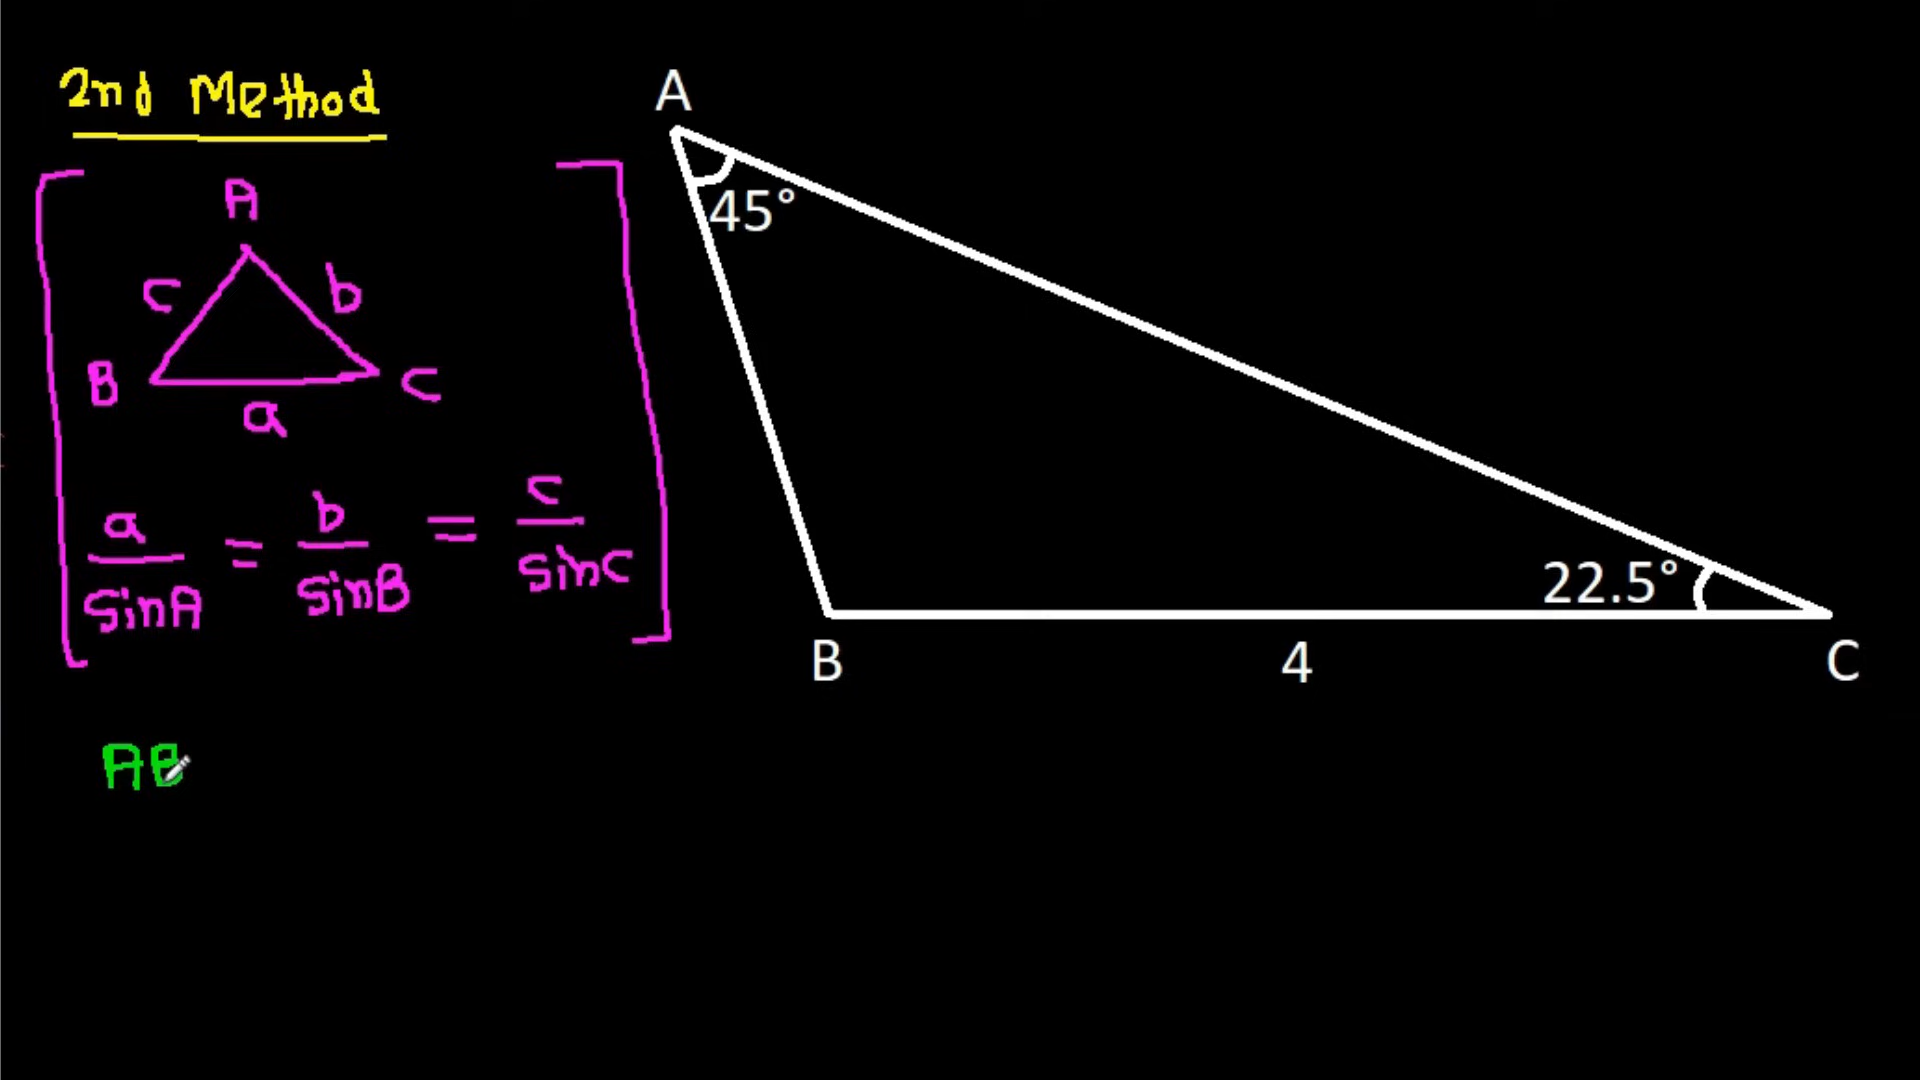 2nd Method
A
c b
B C
a
a/sinA = b/sinB = c/sinC
AB
A
45°
22.5°
B 4 C